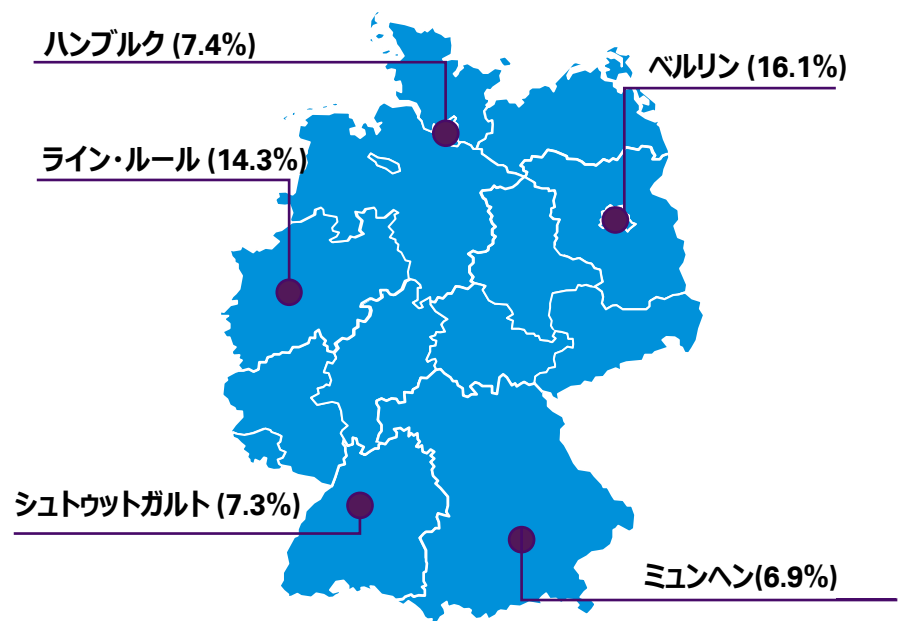 ハンブルク (7.4%)
ベルリン (16.1%)
ライン・ルール (14.3%)
シュトゥットガルト (7.3%)
ミュンヘン(6.9%)